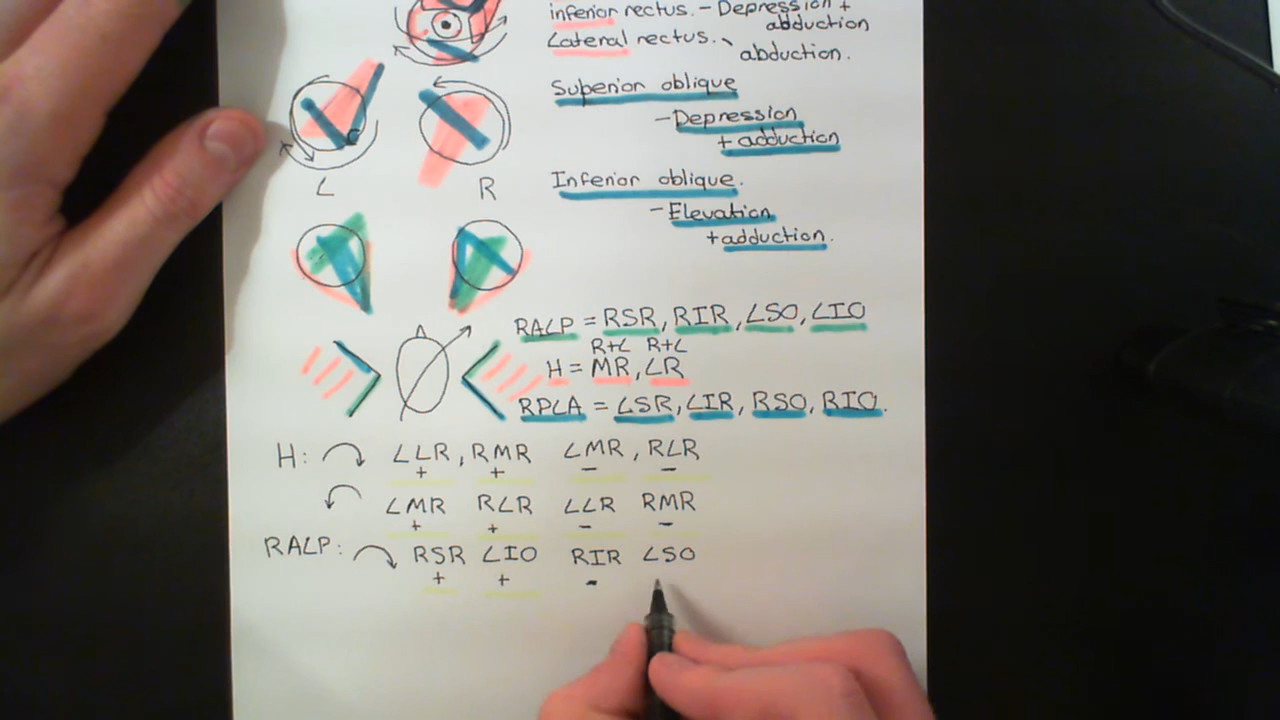 inferior rectus. - Depression +
abduction
Lateral rectus.
abduction.
Superior oblique
- Depression
+ adduction
L R
Inferior oblique.
- Elevation
+ adduction.
RALP = RSR, RIR, LSO, LIO
R+L R+L
H = MR, LR
RPLA = LSR, LIR, RSO, RIO.
H: LLR, RMR LMR, RLR
+ + - -
LMR RLR LLR RMR
+ + - -
RALP: RSR LIO RIR LSO
+ + -